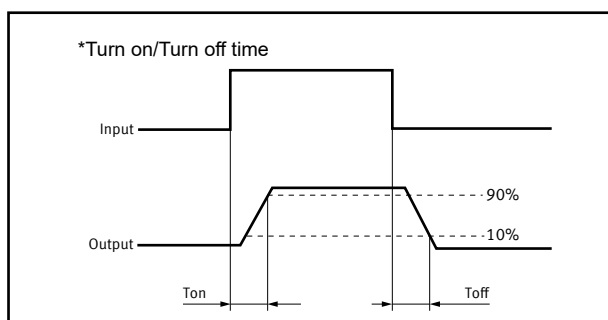 *Turn on/Turn off time
Input
90%
10%
Output
Ton
Toff